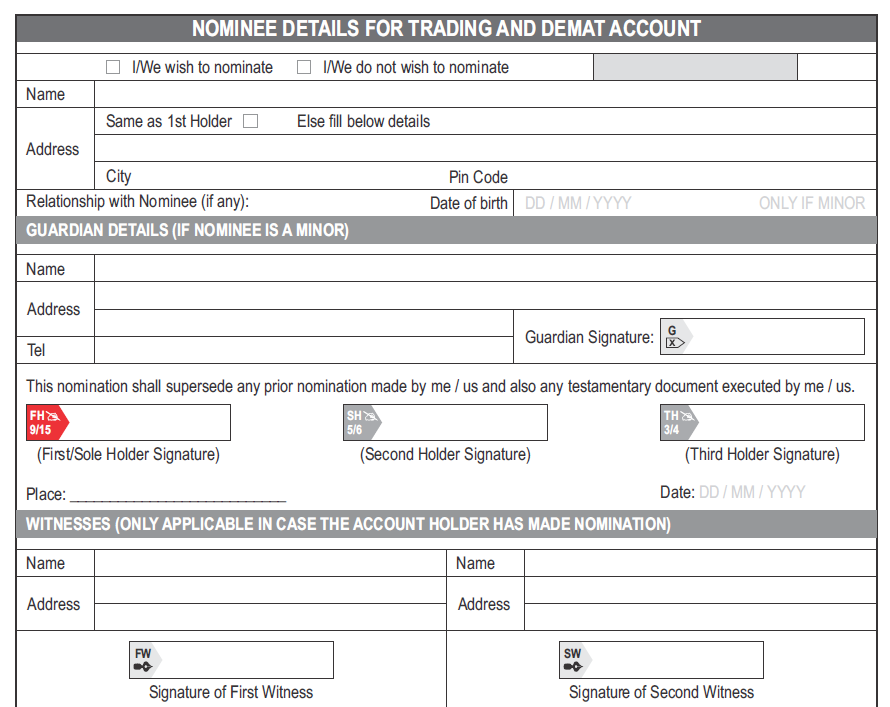 NOMINEE DETAILS FOR TRADING AND DEMAT ACCOUNT
I/We wish to nominate I/We do not wish to nominate
Name
Same as 1st Holder Else fill below details
Address
City Pin Code
Relationship with Nominee (if any): Date of birth DD / MM / YYYY ONLY IF MINOR
GUARDIAN DETAILS (IF NOMINEE IS A MINOR)
Name
Address
Guardian Signature: G X
Tel
This nomination shall supersede any prior nomination made by me / us and also any testamentary document executed by me / us.
FH 9/15 SH 5/6 TH 3/4
(First/Sole Holder Signature) (Second Holder Signature) (Third Holder Signature)
Place: ___________________________ Date: DD / MM / YYYY
WITNESSES (ONLY APPLICABLE IN CASE THE ACCOUNT HOLDER HAS MADE NOMINATION)
Name Name
Address Address
FW SW
Signature of First Witness Signature of Second Witness